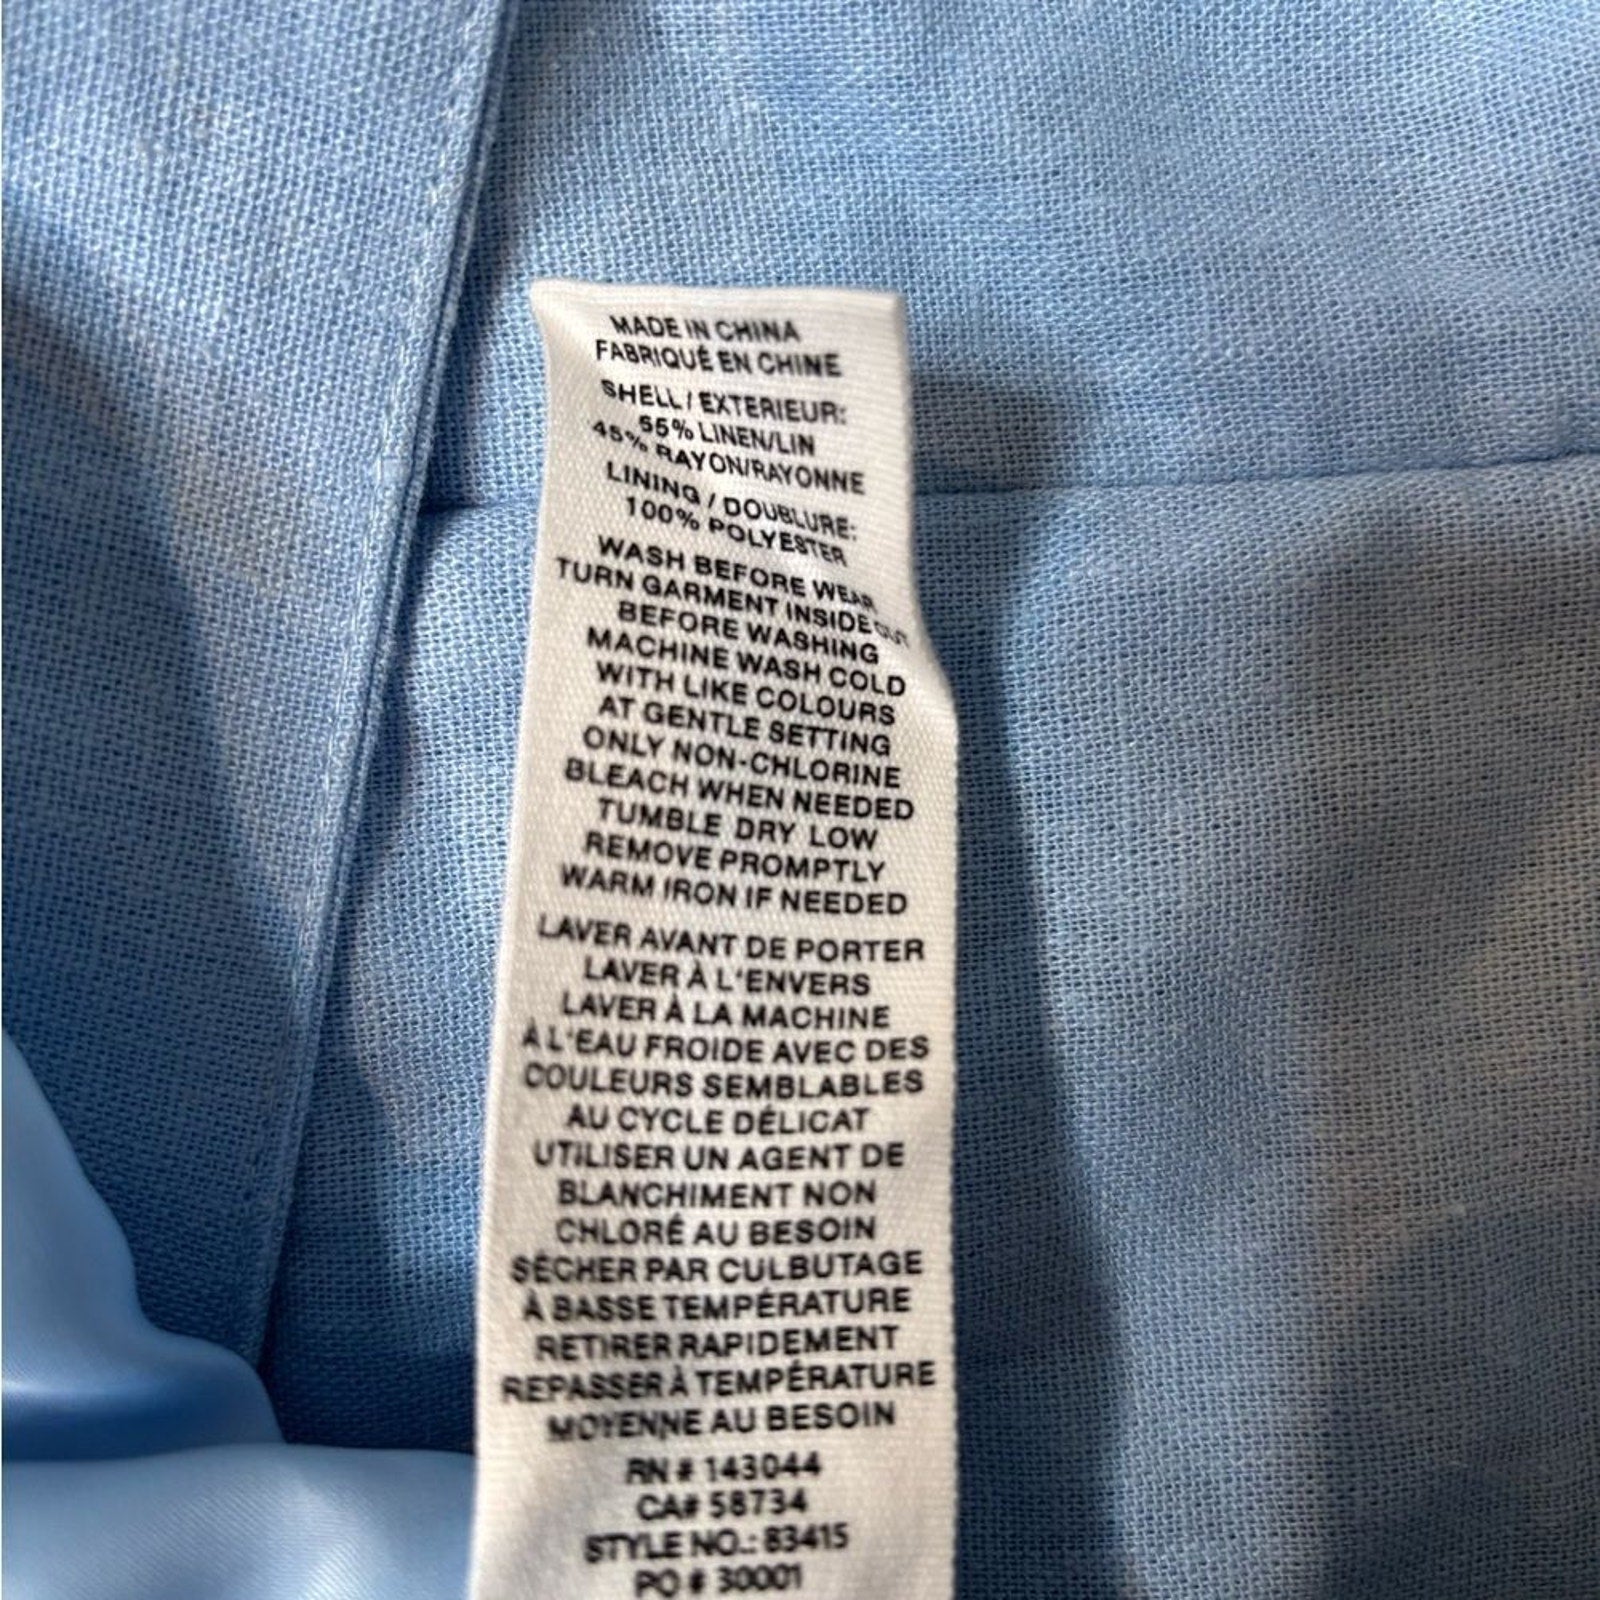 MADE IN CHINA
FABRIQUÉ EN CHINE
SHELL / EXTERIEUR:
55% LINEN/LIN
45% RAYON/RAYONNE
LINING / DOUBLURE:
100% POLYESTER
WASH BEFORE WEAR
TURN GARMENT INSIDE OUT
BEFORE WASHING
MACHINE WASH COLD
WITH LIKE COLOURS
AT GENTLE SETTING
ONLY NON-CHLORINE
BLEACH WHEN NEEDED
TUMBLE DRY LOW
REMOVE PROMPTLY
WARM IRON IF NEEDED
LAVER AVANT DE PORTER
LAVER À L'ENVERS
LAVER À LA MACHINE
À L'EAU FROIDE AVEC DES
COULEURS SEMBLABLES
AU CYCLE DÉLICAT
UTILISER UN AGENT DE
BLANCHIMENT NON
CHLORÉ AU BESOIN
SÉCHER PAR CULBUTAGE
À BASSE TEMPÉRATURE
RETIRER RAPIDEMENT
REPASSER À TEMPÉRATURE
MOYENNE AU BESOIN
RN # 143044
CA# 58734
STYLE NO.: 83415
PO # 30001